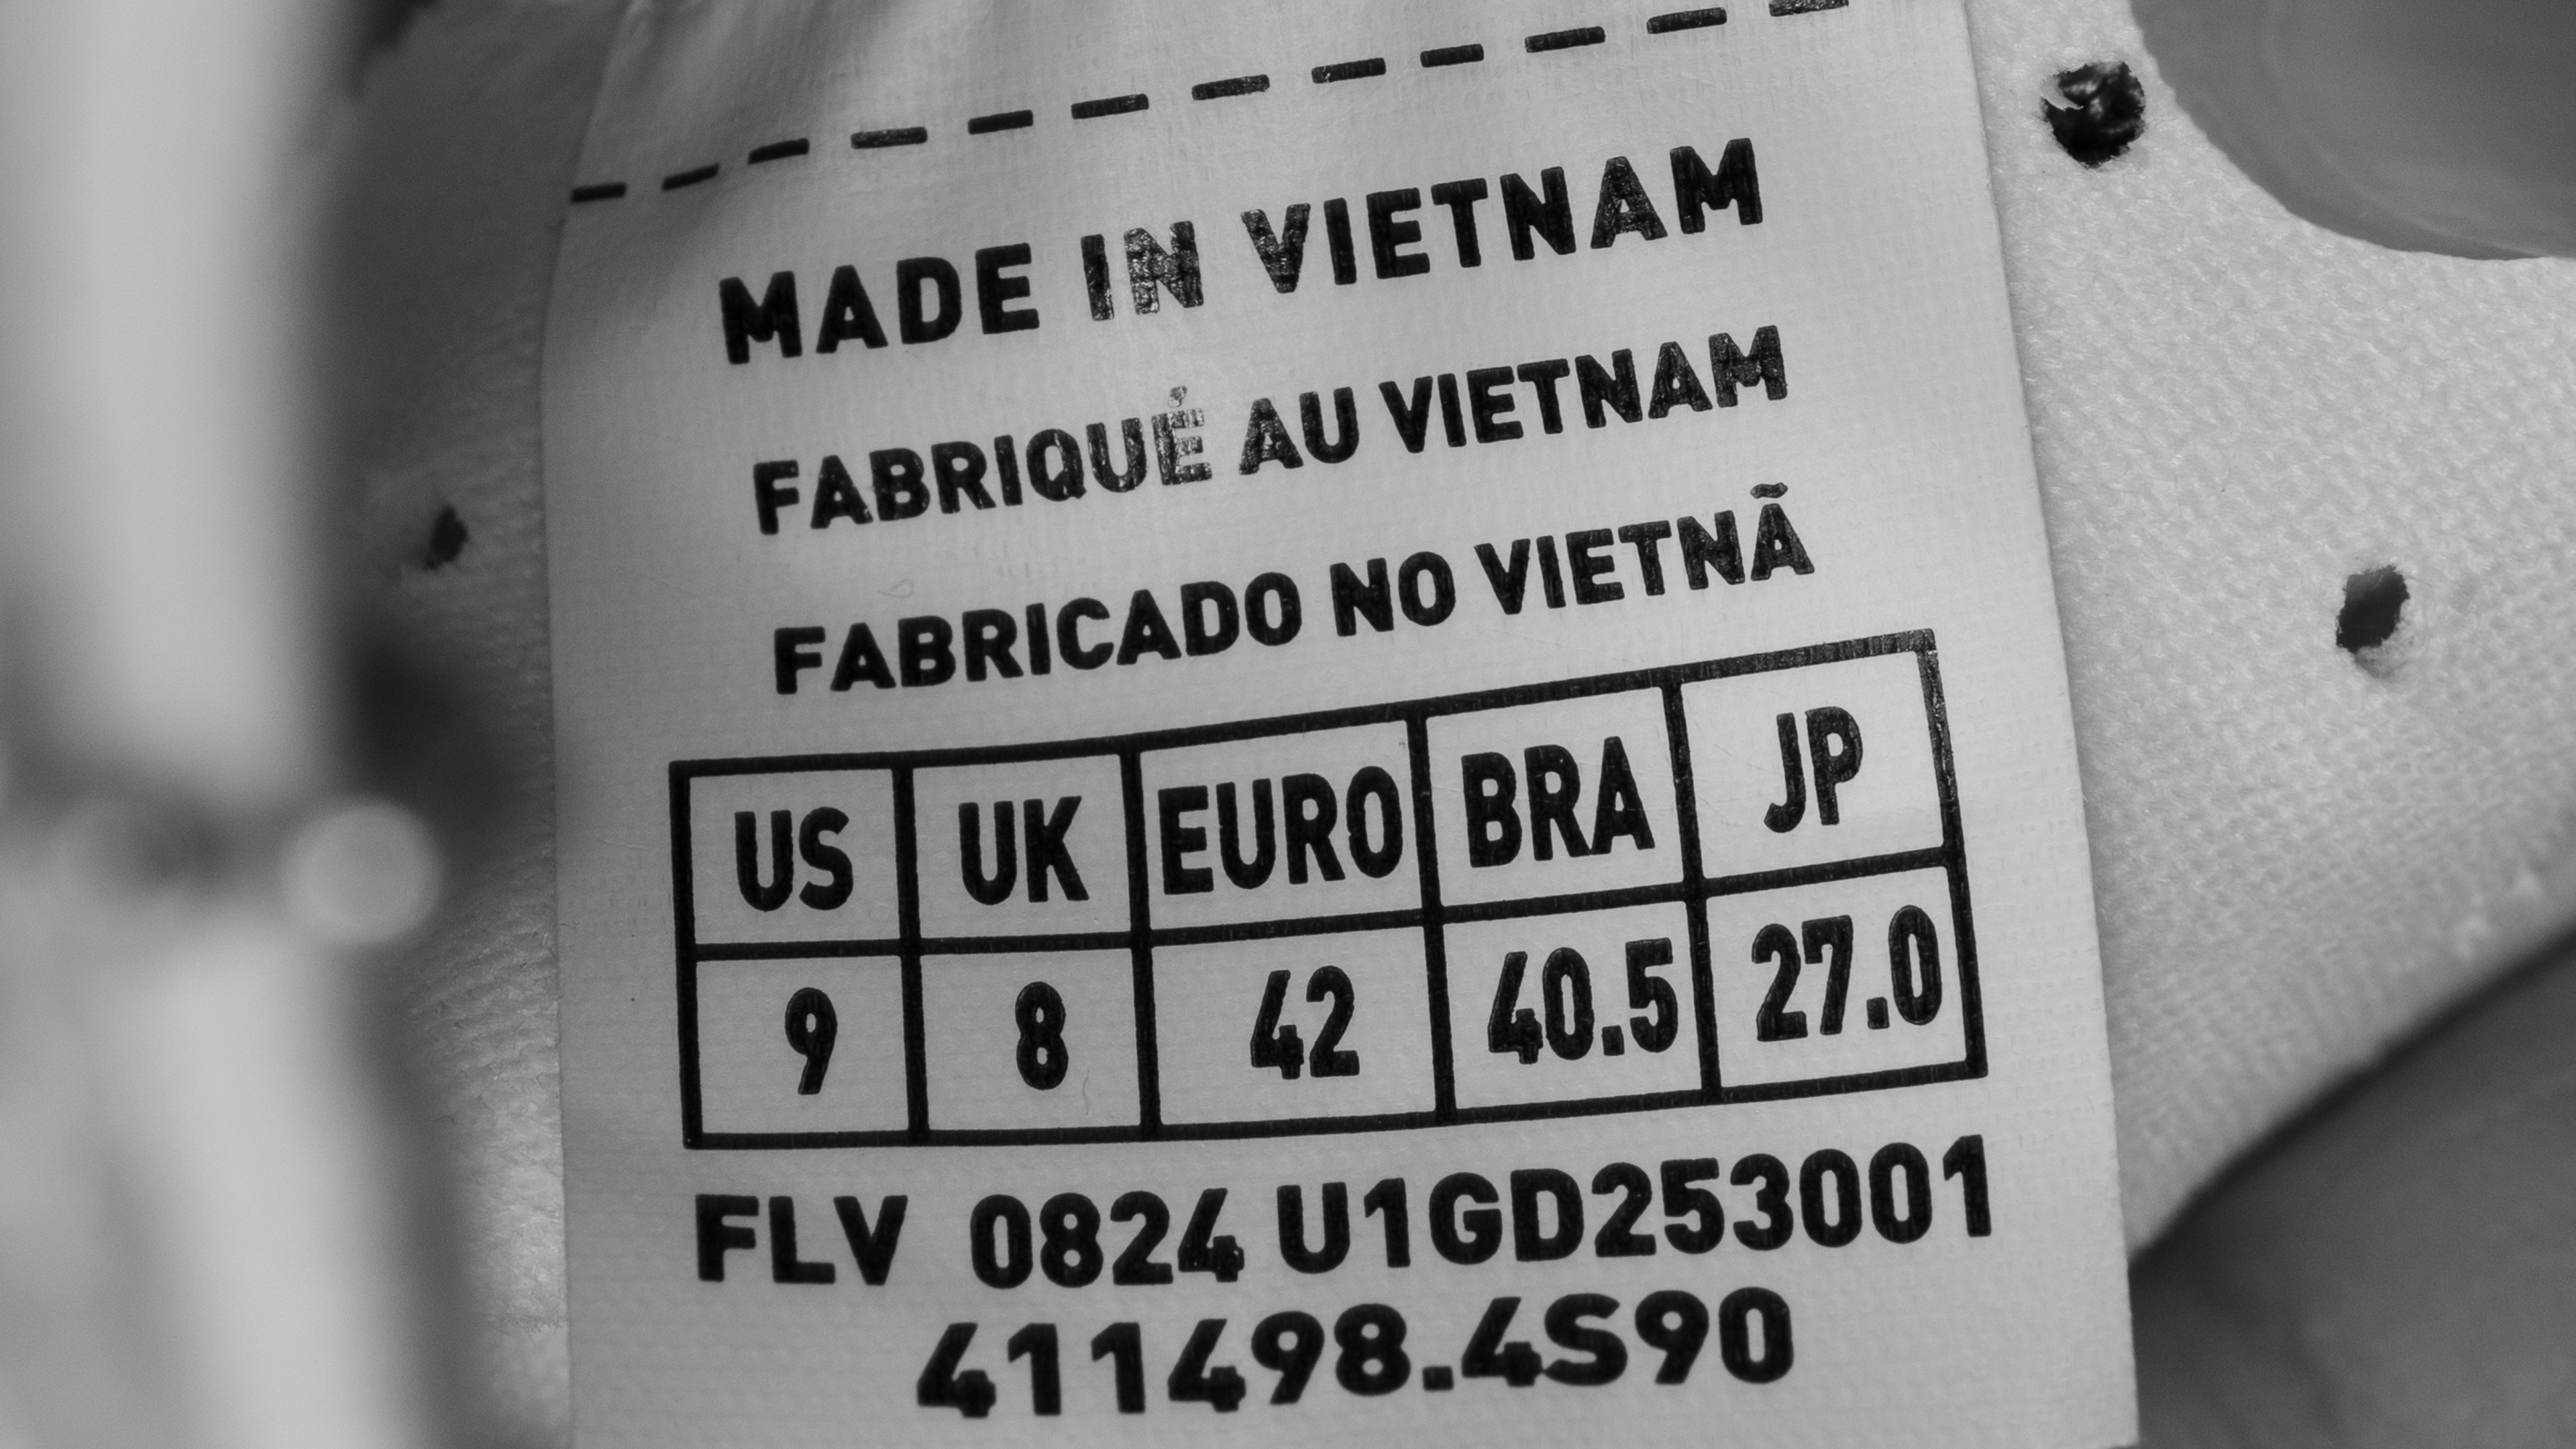 MADE IN VIETNAM
FABRIQUÉ AU VIETNAM
FABRICADO NO VIETNÃ
US UK EURO BRA JP
9 8 42 40.5 27.0
FLV 0824 U1GD253001
411498.4S90